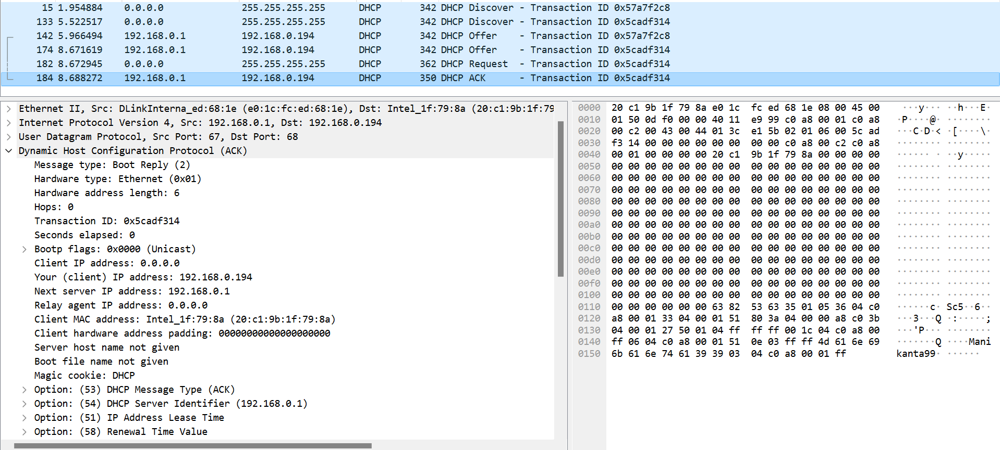 15 1.954884 0.0.0.0 255.255.255.255 DHCP 342 DHCP Discover - Transaction ID 0x57a7f2c8
133 5.522517 0.0.0.0 255.255.255.255 DHCP 342 DHCP Discover - Transaction ID 0x5cadf314
142 5.966494 192.168.0.1 192.168.0.194 DHCP 342 DHCP Offer - Transaction ID 0x57a7f2c8
174 8.671619 192.168.0.1 192.168.0.194 DHCP 342 DHCP Offer - Transaction ID 0x5cadf314
182 8.672945 0.0.0.0 255.255.255.255 DHCP 362 DHCP Request - Transaction ID 0x5cadf314
184 8.688272 192.168.0.1 192.168.0.194 DHCP 350 DHCP ACK - Transaction ID 0x5cadf314
Ethernet II, Src: DLinkInterna_ed:68:1e (e0:1c:fc:ed:68:1e), Dst: Intel_1f:79:8a (20:c1:9b:1f:79
Internet Protocol Version 4, Src: 192.168.0.1, Dst: 192.168.0.194
User Datagram Protocol, Src Port: 67, Dst Port: 68
Dynamic Host Configuration Protocol (ACK)
Message type: Boot Reply (2)
Hardware type: Ethernet (0x01)
Hardware address length: 6
Hops: 0
Transaction ID: 0x5cadf314
Seconds elapsed: 0
Bootp flags: 0x0000 (Unicast)
Client IP address: 0.0.0.0
Your (client) IP address: 192.168.0.194
Next server IP address: 192.168.0.1
Relay agent IP address: 0.0.0.0
Client MAC address: Intel_1f:79:8a (20:c1:9b:1f:79:8a)
Client hardware address padding: 00000000000000000000
Server host name not given
Boot file name not given
Magic cookie: DHCP
Option: (53) DHCP Message Type (ACK)
Option: (54) DHCP Server Identifier (192.168.0.1)
Option: (51) IP Address Lease Time
Option: (58) Renewal Time Value
0000 20 c1 9b 1f 79 8a e0 1c fc ed 68 1e 08 00 45 00 ···y···· ··h···E·
0010 01 50 0d f0 00 00 40 11 e9 99 c0 a8 00 01 c0 a8 ·P····@· ········
0020 00 c2 00 43 00 44 01 3c e1 5b 02 01 06 00 5c ad ···C·D·< ·[····\·
0030 f3 14 00 00 00 00 00 00 00 00 c0 a8 00 c2 c0 a8 ········ ········
0040 00 01 00 00 00 00 20 c1 9b 1f 79 8a 00 00 00 00 ······ · ··y·····
0050 00 00 00 00 00 00 00 00 00 00 00 00 00 00 00 00 ········ ········
0060 00 00 00 00 00 00 00 00 00 00 00 00 00 00 00 00 ········ ········
0070 00 00 00 00 00 00 00 00 00 00 00 00 00 00 00 00 ········ ········
0080 00 00 00 00 00 00 00 00 00 00 00 00 00 00 00 00 ········ ········
0090 00 00 00 00 00 00 00 00 00 00 00 00 00 00 00 00 ········ ········
00a0 00 00 00 00 00 00 00 00 00 00 00 00 00 00 00 00 ········ ········
00b0 00 00 00 00 00 00 00 00 00 00 00 00 00 00 00 00 ········ ········
00c0 00 00 00 00 00 00 00 00 00 00 00 00 00 00 00 00 ········ ········
00d0 00 00 00 00 00 00 00 00 00 00 00 00 00 00 00 00 ········ ········
00e0 00 00 00 00 00 00 00 00 00 00 00 00 00 00 00 00 ········ ········
00f0 00 00 00 00 00 00 00 00 00 00 00 00 00 00 00 00 ········ ········
0100 00 00 00 00 00 00 00 00 00 00 00 00 00 00 00 00 ········ ········
0110 00 00 00 00 00 00 63 82 53 63 35 01 05 36 04 c0 ······c· Sc5··6··
0120 a8 00 01 33 04 00 01 51 80 3a 04 00 00 a8 c0 3b ···3···Q ·:·····;
0130 04 00 01 27 50 01 04 ff ff ff 00 1c 04 c0 a8 00 ···'P··· ········
0140 ff 06 04 c0 a8 00 01 51 0e 03 ff ff 4d 61 6e 69 ·······Q ····Mani
0150 6b 61 6e 74 61 39 39 03 04 c0 a8 00 01 ff kanta99· ······